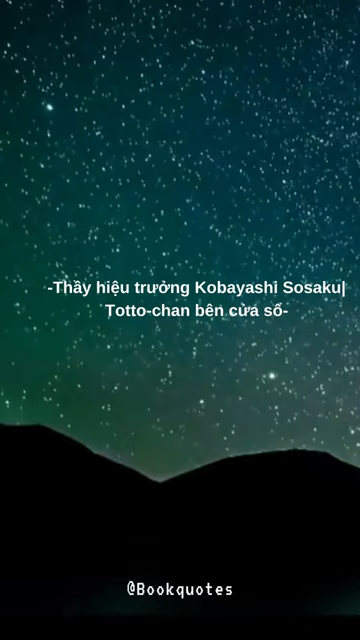 -Thầy hiệu trưởng Kobayashi Sosaku|
Totto-chan bên cửa sổ-
@Bookquotes